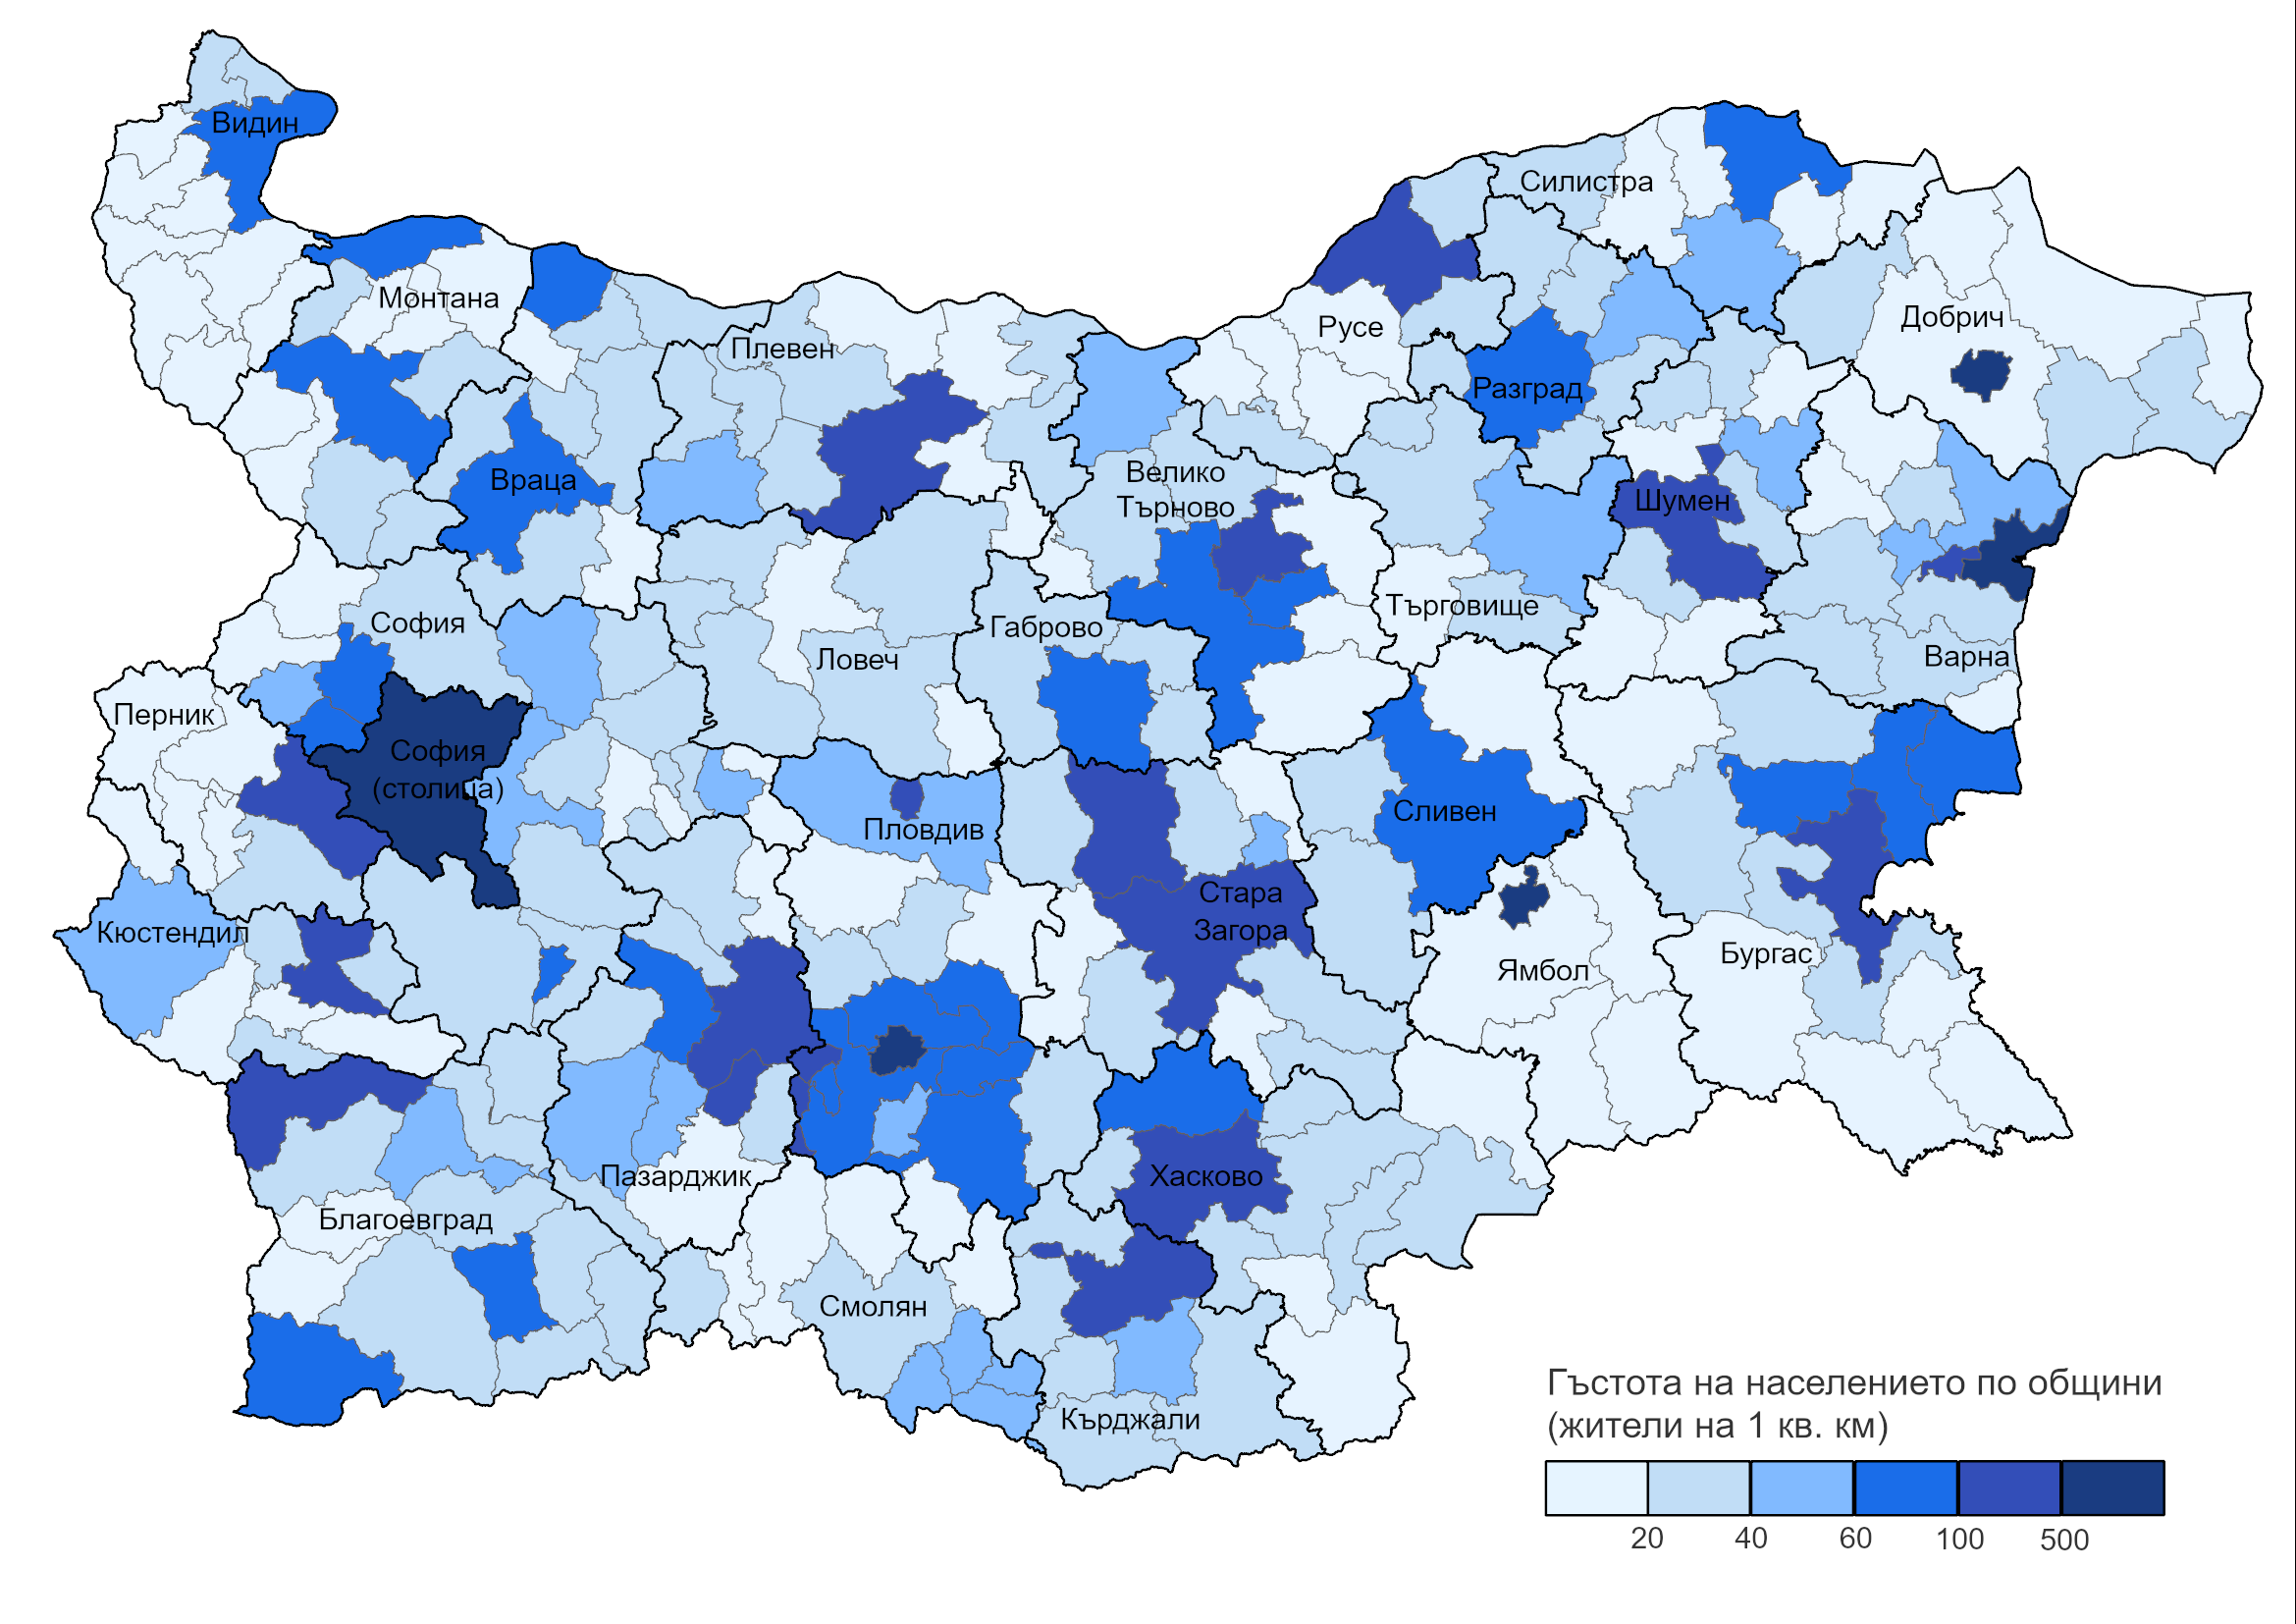 Видин
Силистра
Монтана
Добрич
Русе
Плевен
Разград
Враца
Велико
Търново
Шумен
София
Габрово
Търговище
Ловеч
Варна
Перник
София
(столица)
Сливен
Пловдив
Стара
Загора
Кюстендил
Бургас
Ямбол
Пазарджик
Хасково
Благоевград
Смолян
Кърджали
Гъстота на населението по общини
(жители на 1 кв. км)
20 40 60 100 500